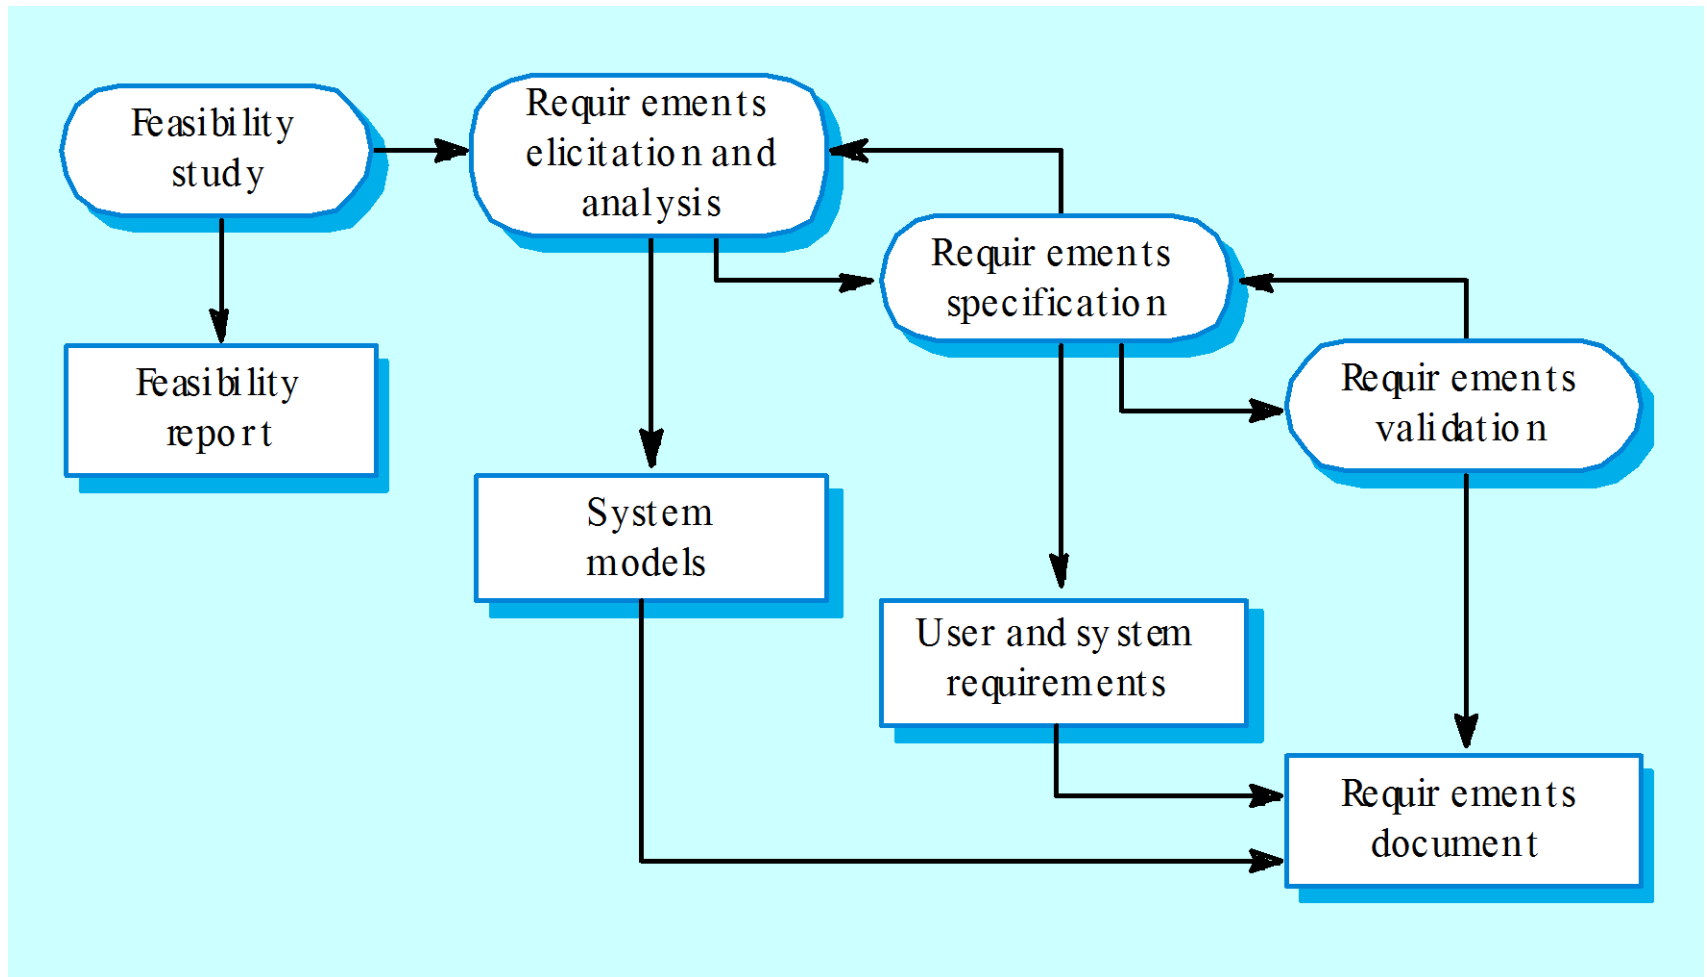 Feasibility
study
Requirements
elicitation and
analysis
Requirements
specification
Requirements
validation
Feasibility
report
System
models
User and system
requirements
Requirements
document